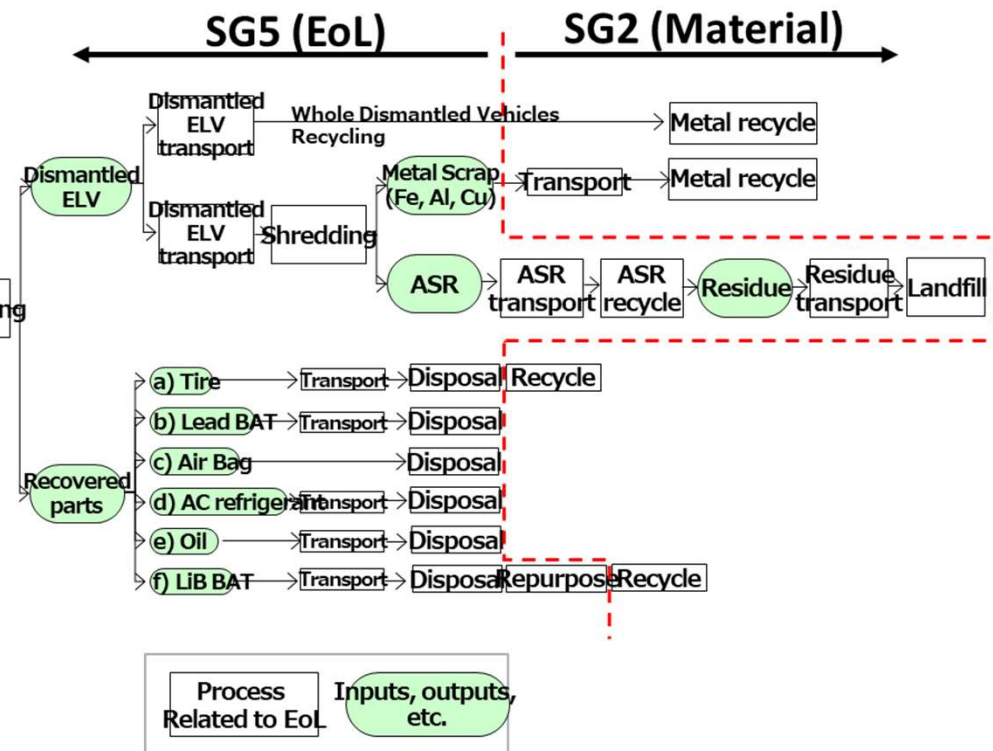 SG5 (EoL)
SG2 (Material)
Dismantled
ELV
transport
Whole Dismantled Vehicles
Recycling
Metal recycle
Dismantled
ELV
Metal Scrap
(Fe, Al, Cu)
Transport
Metal recycle
Dismantled
ELV
transport
Shredding
ASR
ASR
transport
ASR
recycle
Residue
Residue
transport
Landfill
ng
a) Tire
Transport
Disposal
Recycle
b) Lead BAT
Transport
Disposal
c) Air Bag
Disposal
Recovered
parts
d) AC refrigerant
Transport
Disposal
e) Oil
Transport
Disposal
f) LiB BAT
Transport
Disposal
Repurpose
Recycle
Process
Related to EoL
Inputs, outputs,
etc.